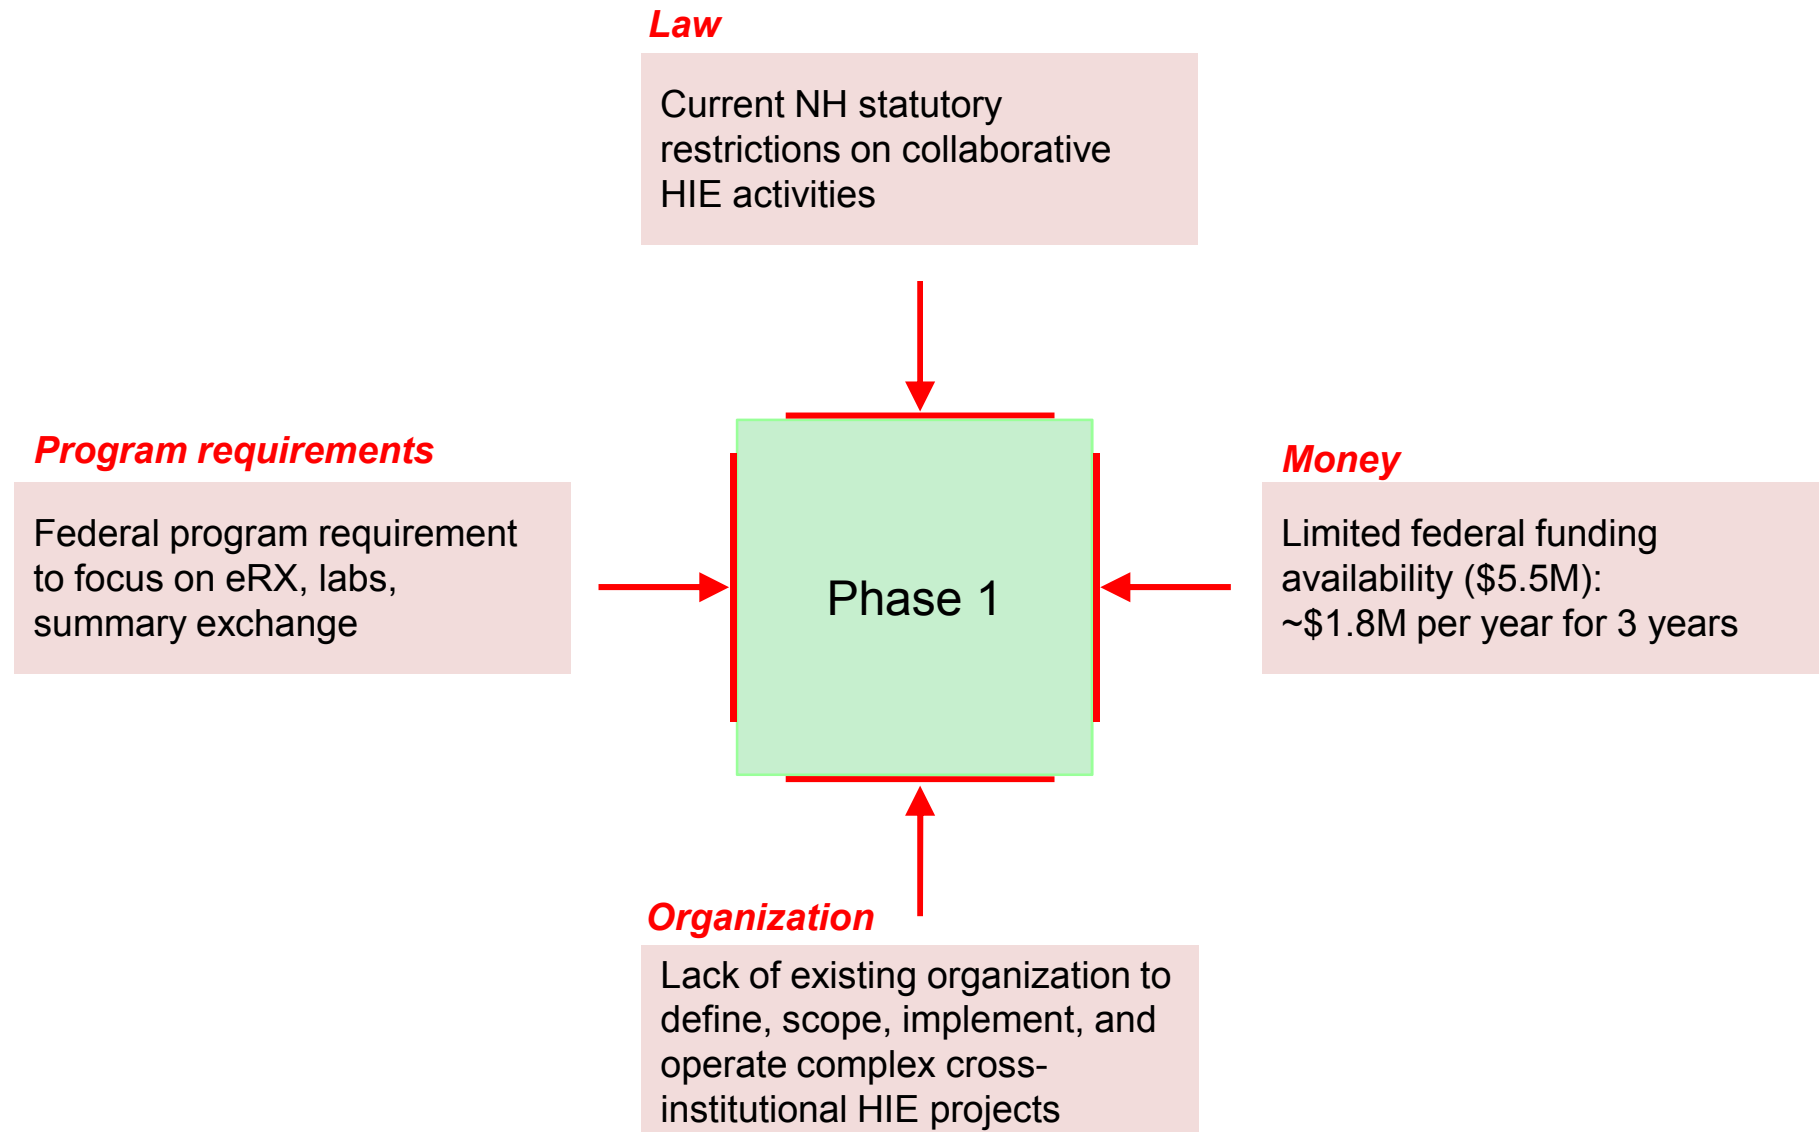 Law
Current NH statutory
restrictions on collaborative
HIE activities
Program requirements
Federal program requirement
to focus on eRX, labs,
summary exchange
Phase 1
Money
Limited federal funding
availability ($5.5M):
~$1.8M per year for 3 years
Organization
Lack of existing organization to
define, scope, implement, and
operate complex cross-
institutional HIE projects